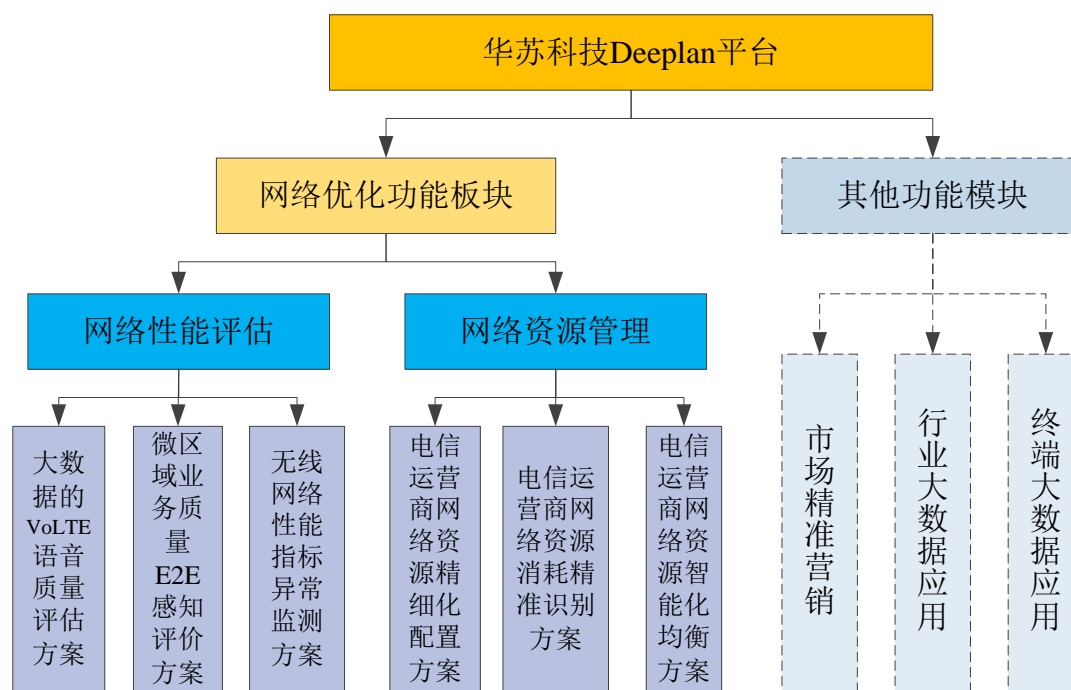 华苏科技Deeplan平台
网络优化功能板块
其他功能模块
网络性能评估
网络资源管理
大数
据的
VoLTE
语音
质量
评估
方案
微区
域业
务质
量
E2E
感知
评价
方案
无线
网络
性能
指标
异常
监测
方案
电信
运营
商网
络资
源精
细化
配置
方案
电信运
营商网
络资源
消耗精
准识别
方案
电信
运营
商网
络资
源智
能化
均衡
方案
市场精准营销
行业大数据应用
终端大数据应用